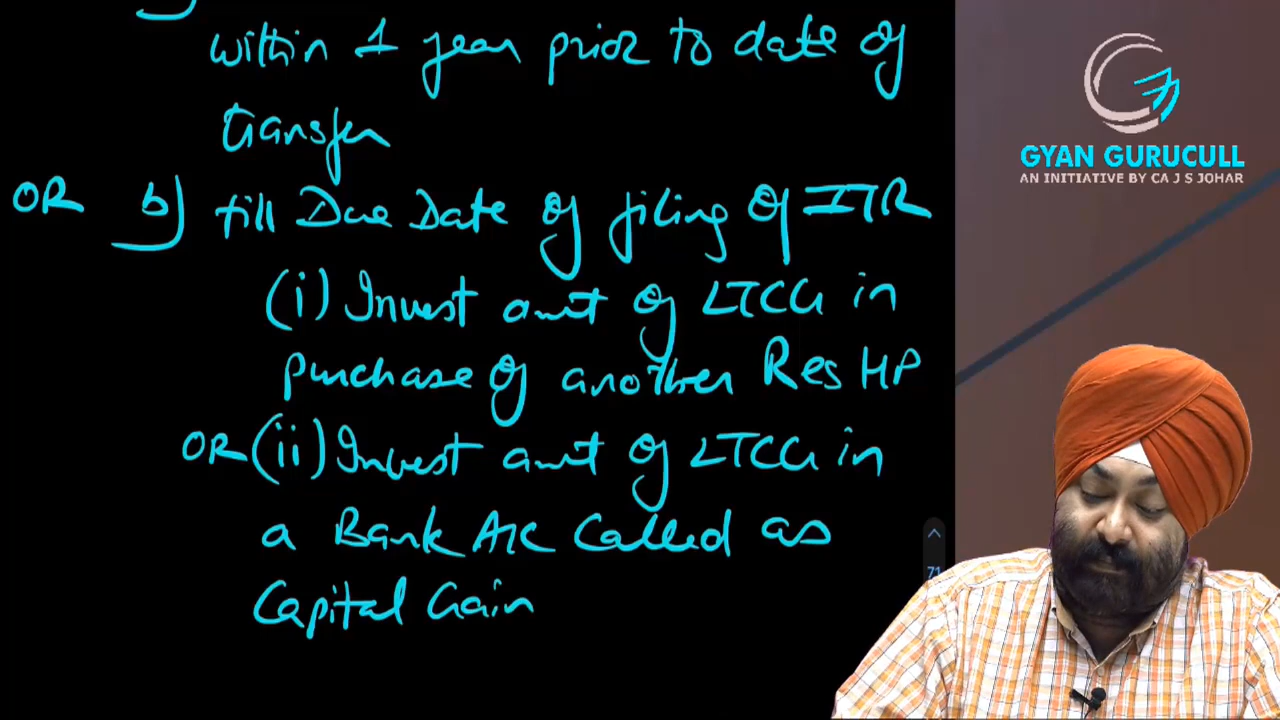 within 1 year prior to date of
transfer
OR b) till Due Date of filing of ITR
(i) Invest amt of LTCG in
purchase of another Res HP
OR (ii) Invest amt of LTCG in
a Bank A/c Called as
Capital Gain
71
GYAN GURUCULL
AN INITIATIVE BY CA J S JOHAR